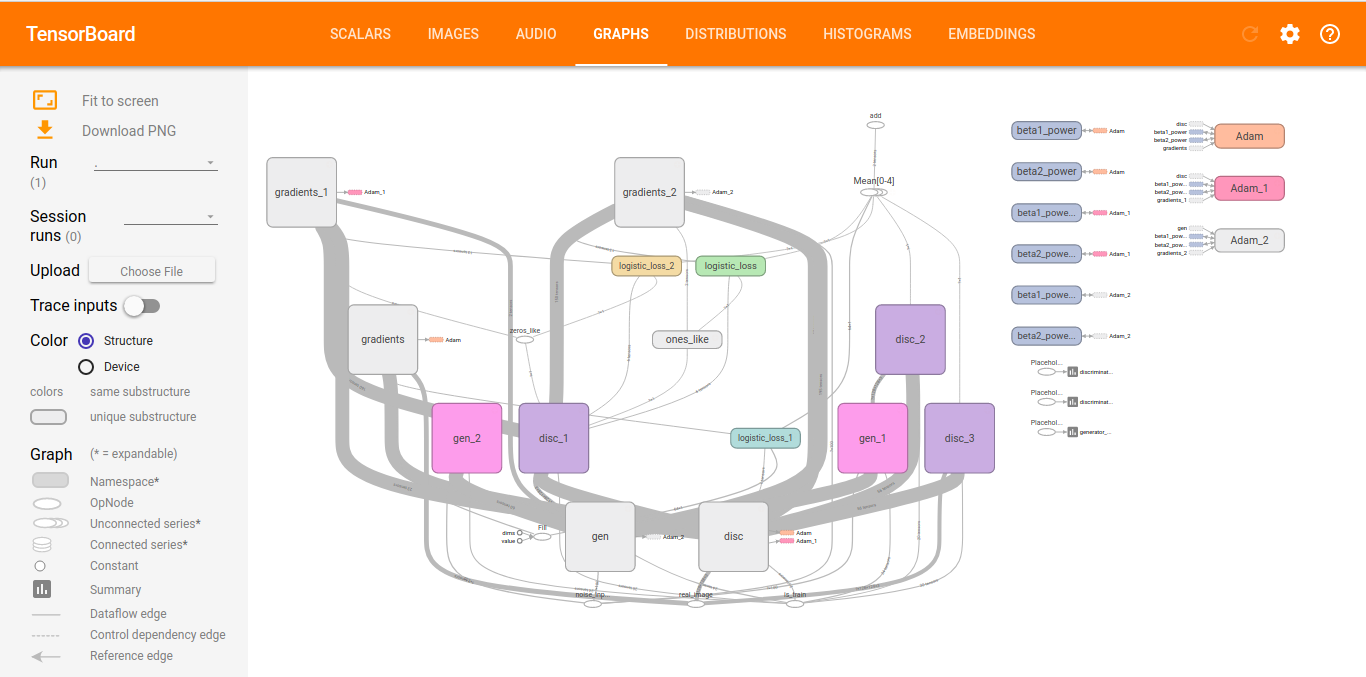 TensorBoard
SCALARS
IMAGES
AUDIO
GRAPHS
DISTRIBUTIONS
HISTOGRAMS
EMBEDDINGS
Fit to screen
Download PNG
Run
(1)
.
Session
runs (0)
Upload
Choose File
Trace inputs
Color
Structure
Device
colors
same substructure
unique substructure
Graph
(* = expandable)
Namespace*
OpNode
Unconnected series*
Connected series*
Constant
Summary
Dataflow edge
Control dependency edge
Reference edge
add
Mean[0-4]
gradients_1
Adam_1
gradients_2
Adam_2
logistic_loss_2
logistic_loss
gradients
Adam
zeros_like
ones_like
disc_2
gen_2
disc_1
logistic_loss_1
gen_1
disc_3
Fill
dims
value
gen
Adam_2
disc
Adam
Adam_1
noise_inp...
real_image
is_train
beta1_power
Adam
beta2_power
Adam
beta1_powe...
Adam_1
beta2_powe...
Adam_1
beta1_powe...
Adam_2
beta2_powe...
Adam_2
Placehol...
discriminat...
Placehol...
discriminat...
Placehol...
generator_...
disc
beta1_power
beta2_power
gradients
Adam
disc
beta1_pow...
beta2_pow...
gradients_1
Adam_1
gen
beta1_pow...
beta2_pow...
gradients_2
Adam_2